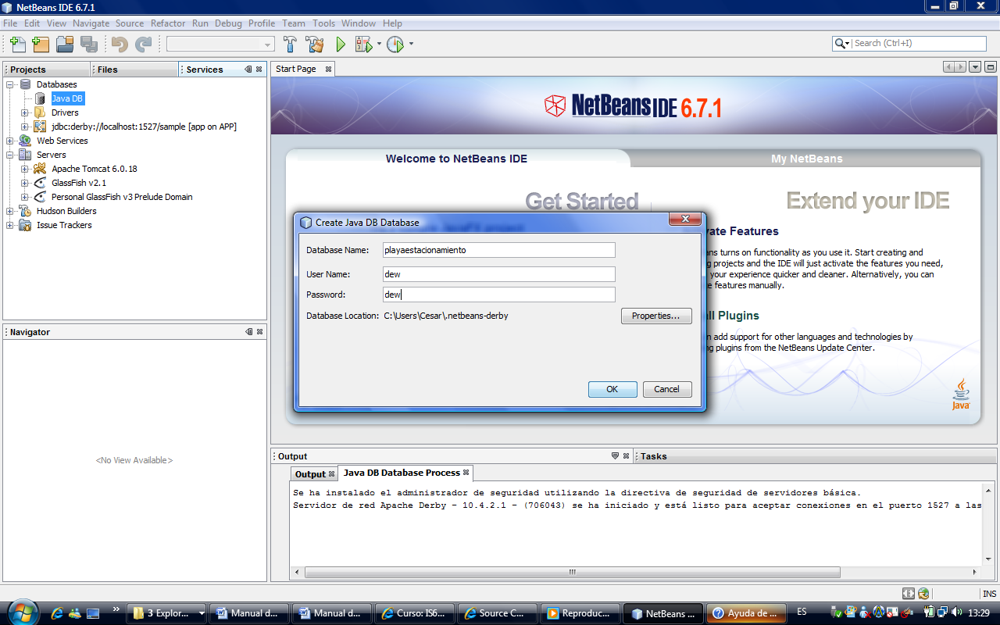 NetBeans IDE 6.7.1
File Edit View Navigate Source Refactor Run Debug Profile Team Tools Window Help
Search (Ctrl+I)
Projects Files Services
Start Page
Databases
Java DB
Drivers
jdbc:derby://localhost:1527/sample [app on APP]
Web Services
Servers
Apache Tomcat 6.0.18
GlassFish v2.1
Personal GlassFish v3 Prelude Domain
Hudson Builders
Issue Trackers
NetBeans IDE 6.7.1
Welcome to NetBeans IDE
My NetBeans
Get Started
Extend your IDE
vate Features
ns turns on functionality as you use it. Start creating and
g projects and the IDE will just activate the features you need,
your experience quicker and cleaner. Alternatively, you can
e features manually.
ll Plugins
n add support for other languages and technologies by
ng plugins from the NetBeans Update Center.
Java
Create Java DB Database
Database Name: playaestacionamiento
User Name: dew
Password: dew
Database Location: C:\Users\Cesar\.netbeans-derby
Properties...
OK Cancel
Navigator
<No View Available>
Output
Tasks
Output Java DB Database Process
Se ha instalado el administrador de seguridad utilizando la directiva de seguridad de servidores básica.
Servidor de red Apache Derby - 10.4.2.1 - (706043) se ha iniciado y está listo para aceptar conexiones en el puerto 1527 a las
INS
3 Explor... Manual d... Manual d... Curso: IS6... Source C... Reproduc... NetBeans ... Ayuda de ... ES 13:29